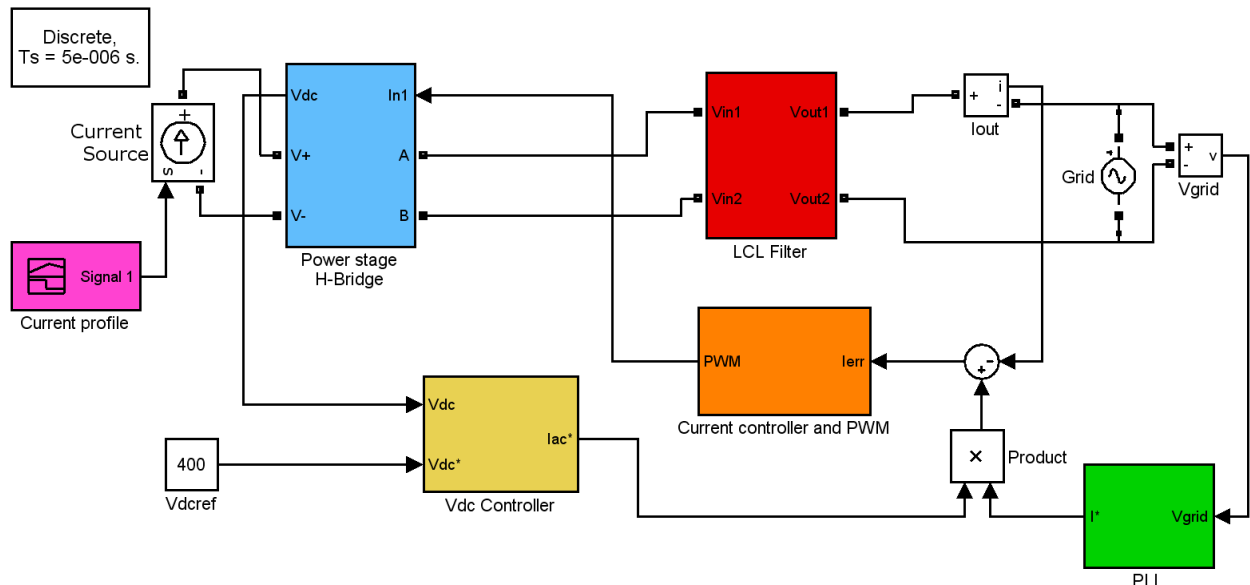 Discrete,
Ts = 5e-006 s.
Current
Source
+
-
s
Signal 1
Current profile
Vdc
In1
V+
A
V-
B
Power stage
H-Bridge
Vin1
Vout1
Vin2
Vout2
LCL Filter
+
i
-
Iout
Grid
+
+
-
v
Vgrid
PWM
Ierr
Current controller and PWM
-
+
Vdc
Iac*
Vdc*
Vdc Controller
400
Vdcref
×
Product
I*
Vgrid
PLL